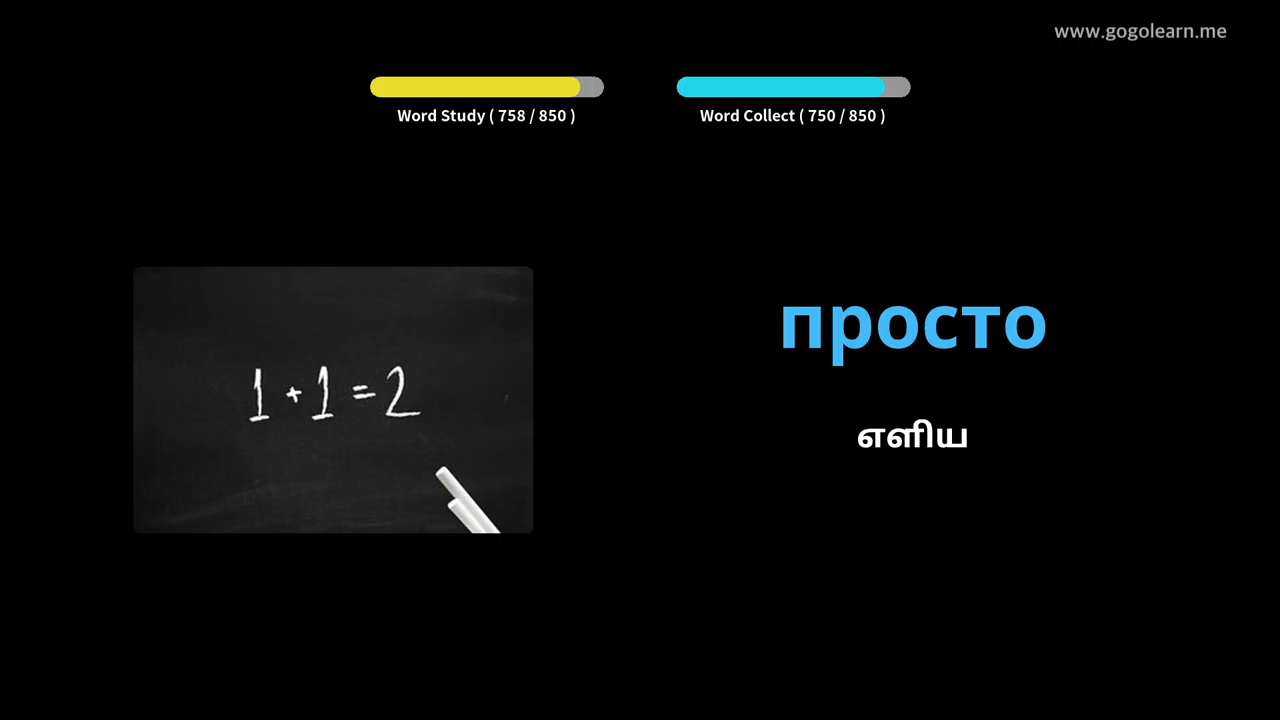 www.gogolearn.me
Word Study ( 758 / 850 )
Word Collect ( 750 / 850 )
просто
எளிய
1 + 1 = 2